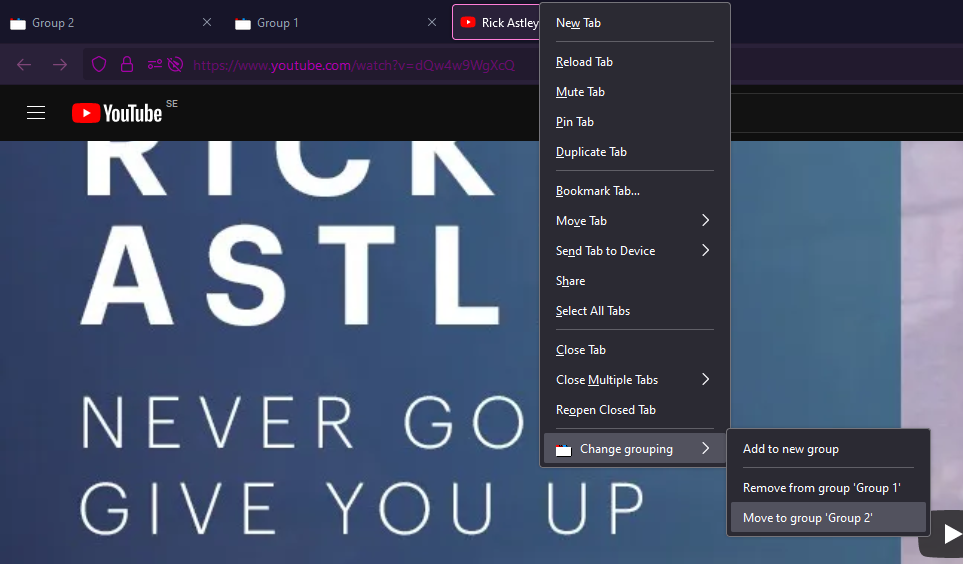 Group 2
Group 1
Rick Astley
https://www.youtube.com/watch?v=dQw4w9WgXcQ
YouTube SE
RICK
ASTL
NEVER GO
GIVE YOU UP
New Tab
Reload Tab
Mute Tab
Pin Tab
Duplicate Tab
Bookmark Tab...
Move Tab
Send Tab to Device
Share
Select All Tabs
Close Tab
Close Multiple Tabs
Reopen Closed Tab
Change grouping
Add to new group
Remove from group 'Group 1'
Move to group 'Group 2'